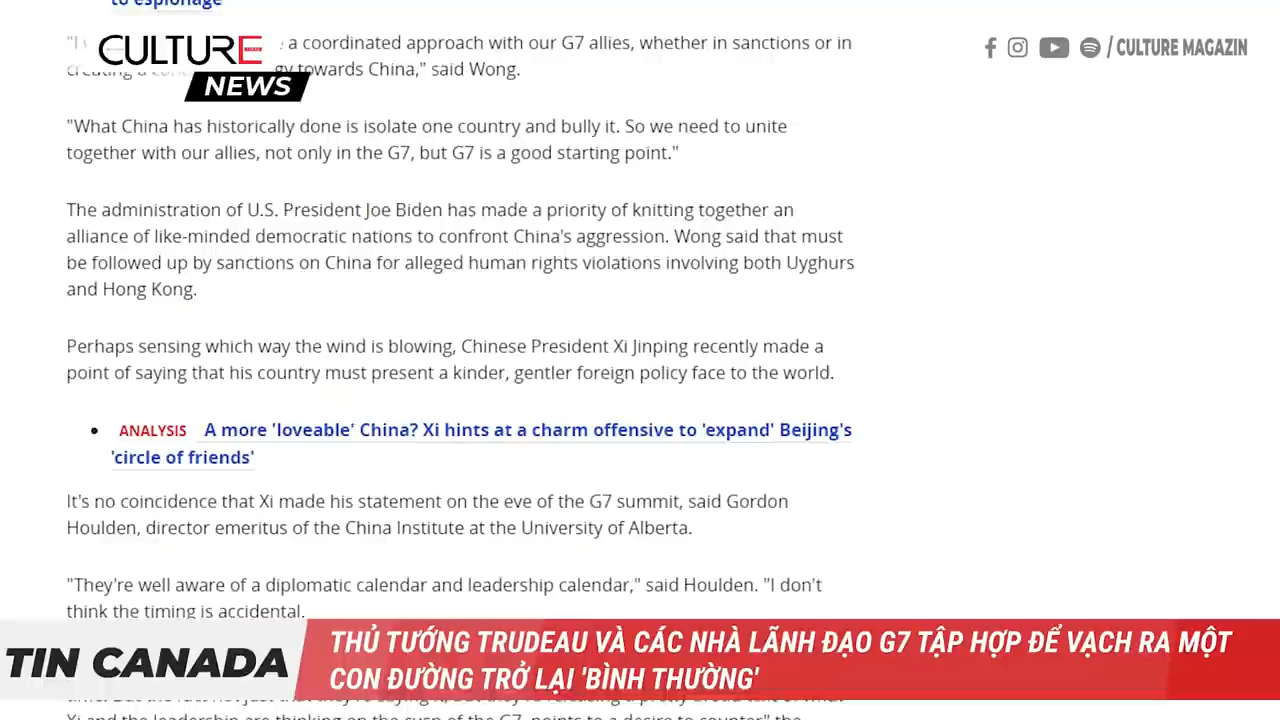 to espionage
CULTURE
NEWS
/ CULTURE MAGAZIN
a coordinated approach with our G7 allies, whether in sanctions or in
towards China," said Wong.
"What China has historically done is isolate one country and bully it. So we need to unite
together with our allies, not only in the G7, but G7 is a good starting point."
The administration of U.S. President Joe Biden has made a priority of knitting together an
alliance of like-minded democratic nations to confront China's aggression. Wong said that must
be followed up by sanctions on China for alleged human rights violations involving both Uyghurs
and Hong Kong.
Perhaps sensing which way the wind is blowing, Chinese President Xi Jinping recently made a
point of saying that his country must present a kinder, gentler foreign policy face to the world.
• ANALYSIS A more 'loveable' China? Xi hints at a charm offensive to 'expand' Beijing's
'circle of friends'
It's no coincidence that Xi made his statement on the eve of the G7 summit, said Gordon
Houlden, director emeritus of the China Institute at the University of Alberta.
"They're well aware of a diplomatic calendar and leadership calendar," said Houlden. "I don't
think the timing is accidental.
TIN CANADA
THỦ TƯỚNG TRUDEAU VÀ CÁC NHÀ LÃNH ĐẠO G7 TẬP HỢP ĐỂ VẠCH RA MỘT
CON ĐƯỜNG TRỞ LẠI 'BÌNH THƯỜNG'